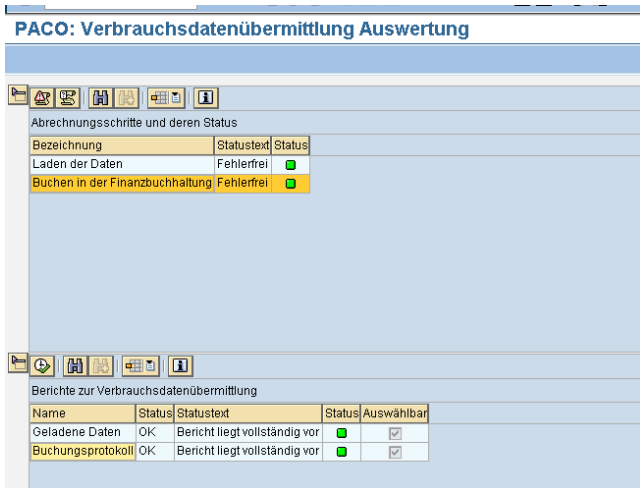 PACO: Verbrauchsdatenübermittlung Auswertung
Abrechnungsschritte und deren Status
Bezeichnung Statustext Status
Laden der Daten Fehlerfrei
Buchen in der Finanzbuchhaltung Fehlerfrei
Berichte zur Verbrauchsdatenübermittlung
Name Status Statustext Status Auswählbar
Geladene Daten OK Bericht liegt vollständig vor
Buchungsprotokoll OK Bericht liegt vollständig vor